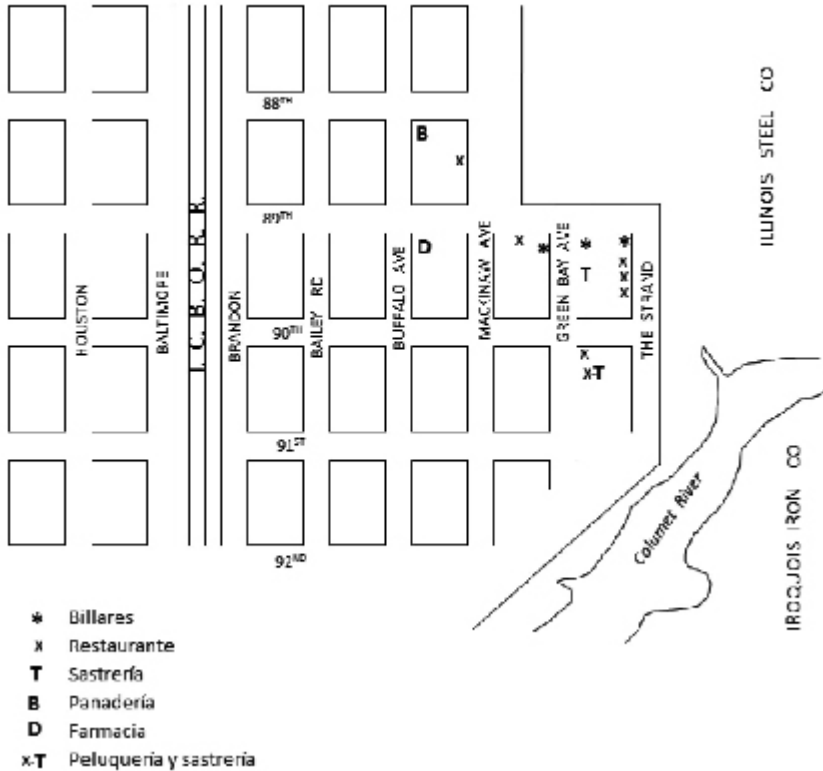 88TH
B
x
ILLINOIS STEEL CO
89TH
I. C. B. O. R. R.
HOUSTON
BALTIMORE
BRANDON
BAILEY RD
BUFFALO AVE
MACKINAW AVE
GREEN BAY AVE
THE STRAND
D
x
*
*
*
T
x
x
x
90TH
x
x-T
91ST
92ND
Calumet River
IROQUOIS IRON CO
* Billares
x Restaurante
T Sastrería
B Panadería
D Farmacia
x-T Peluquería y sastrería